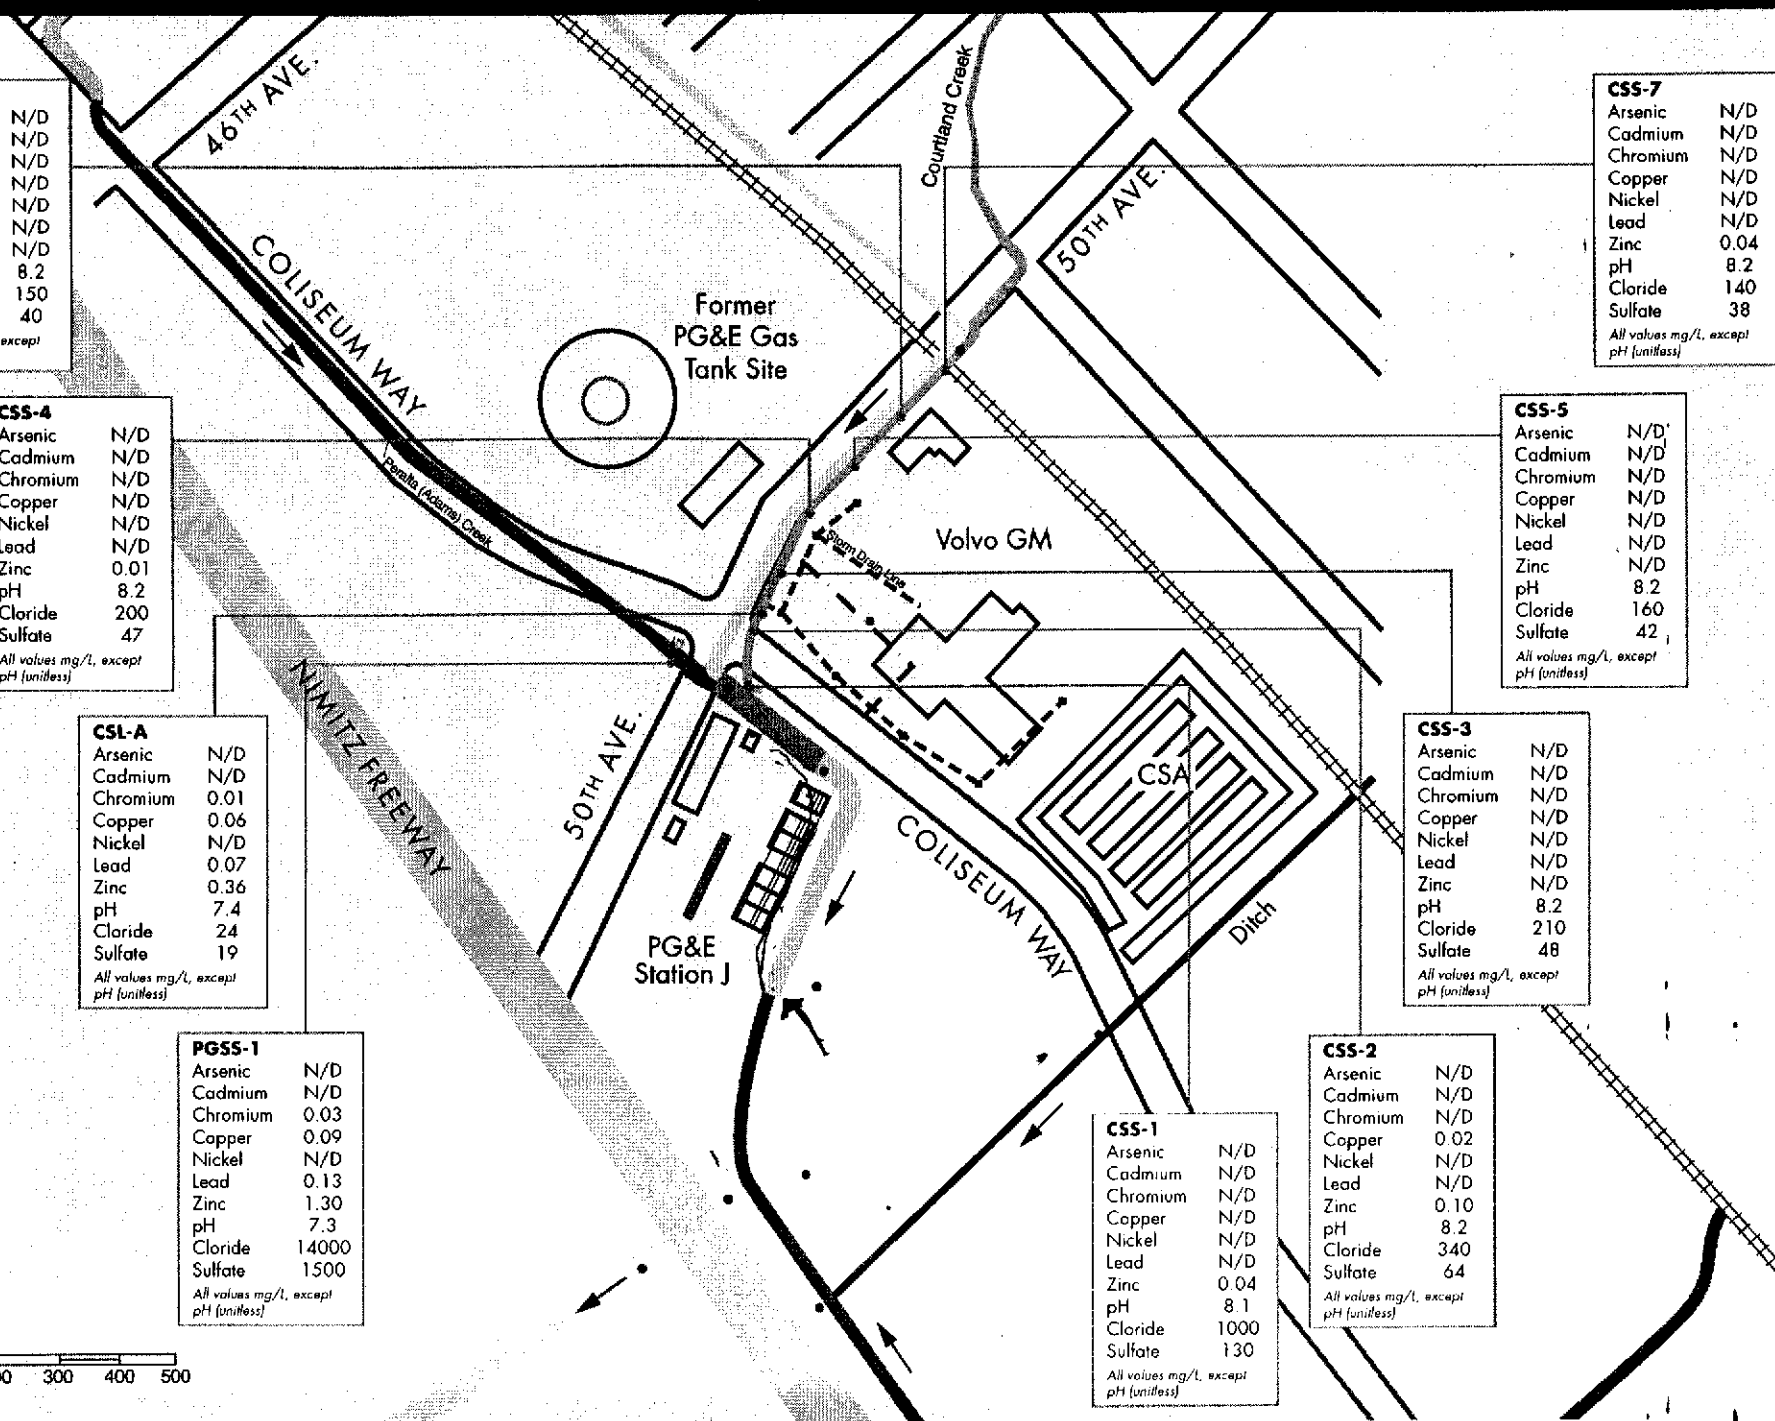 46TH AVE.
Courtland Creek
50TH AVE.
COLISEUM WAY
Former
PG&E Gas
Tank Site
Peralta (Adams) Creek
Storm Drain Line
Volvo GM
NIMITZ FREEWAY
50TH AVE.
CSA
COLISEUM WAY
Ditch
PG&E
Station J
N/D
N/D
N/D
N/D
N/D
N/D
N/D
8.2
150
40
except
CSS-7
Arsenic N/D
Cadmium N/D
Chromium N/D
Copper N/D
Nickel N/D
Lead N/D
Zinc 0.04
pH 8.2
Cloride 140
Sulfate 38
All values mg/L, except
pH (unitless)
CSS-4
Arsenic N/D
Cadmium N/D
Chromium N/D
Copper N/D
Nickel N/D
Lead N/D
Zinc 0.01
pH 8.2
Cloride 200
Sulfate 47
All values mg/L, except
pH (unitless)
CSS-5
Arsenic N/D
Cadmium N/D
Chromium N/D
Copper N/D
Nickel N/D
Lead N/D
Zinc N/D
pH 8.2
Cloride 160
Sulfate 42
All values mg/L, except
pH (unitless)
CSL-A
Arsenic N/D
Cadmium N/D
Chromium 0.01
Copper 0.06
Nickel N/D
Lead 0.07
Zinc 0.36
pH 7.4
Cloride 24
Sulfate 19
All values mg/L, except
pH (unitless)
CSS-3
Arsenic N/D
Cadmium N/D
Chromium N/D
Copper N/D
Nickel N/D
Lead N/D
Zinc N/D
pH 8.2
Cloride 210
Sulfate 48
All values mg/L, except
pH (unitless)
PGSS-1
Arsenic N/D
Cadmium N/D
Chromium 0.03
Copper 0.09
Nickel N/D
Lead 0.13
Zinc 1.30
pH 7.3
Cloride 14000
Sulfate 1500
All values mg/L, except
pH (unitless)
CSS-2
Arsenic N/D
Cadmium N/D
Chromium N/D
Copper 0.02
Nickel N/D
Lead N/D
Zinc 0.10
pH 8.2
Cloride 340
Sulfate 64
All values mg/L, except
pH (unitless)
CSS-1
Arsenic N/D
Cadmium N/D
Chromium N/D
Copper N/D
Nickel N/D
Lead N/D
Zinc 0.04
pH 8.1
Cloride 1000
Sulfate 130
All values mg/L, except
pH (unitless)
300 400 500